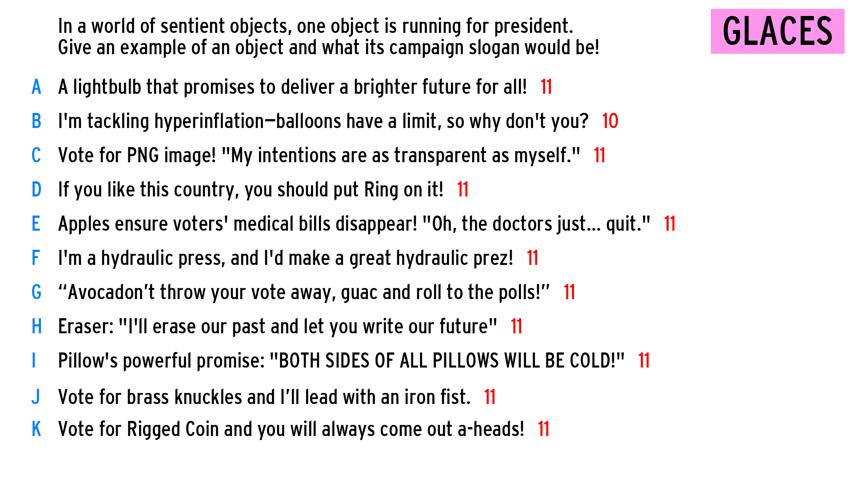 In a world of sentient objects, one object is running for president.
Give an example of an object and what its campaign slogan would be!
GLACES
A A lightbulb that promises to deliver a brighter future for all! 11
B I'm tackling hyperinflation—balloons have a limit, so why don't you? 10
C Vote for PNG image! "My intentions are as transparent as myself." 11
D If you like this country, you should put Ring on it! 11
E Apples ensure voters' medical bills disappear! "Oh, the doctors just... quit." 11
F I'm a hydraulic press, and I'd make a great hydraulic prez! 11
G “Avocadon’t throw your vote away, guac and roll to the polls!” 11
H Eraser: "I'll erase our past and let you write our future" 11
I Pillow's powerful promise: "BOTH SIDES OF ALL PILLOWS WILL BE COLD!" 11
J Vote for brass knuckles and I’ll lead with an iron fist. 11
K Vote for Rigged Coin and you will always come out a-heads! 11